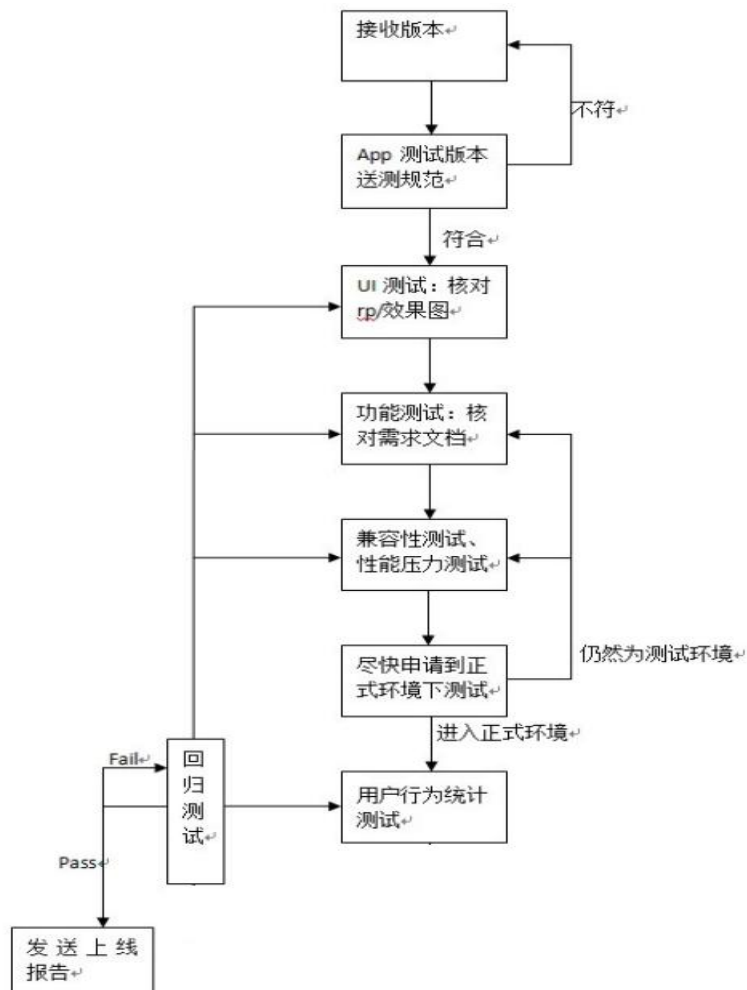 接收版本
不符
App 测试版本
送测规范
符合
UI 测试：核对
rp/效果图
功能测试：核
对需求文档
兼容性测试、
性能压力测试
仍然为测试环境
尽快申请到正
式环境下测试
进入正式环境
Fail
回
归
测
试
用户行为统计
测试
Pass
发送上线
报告